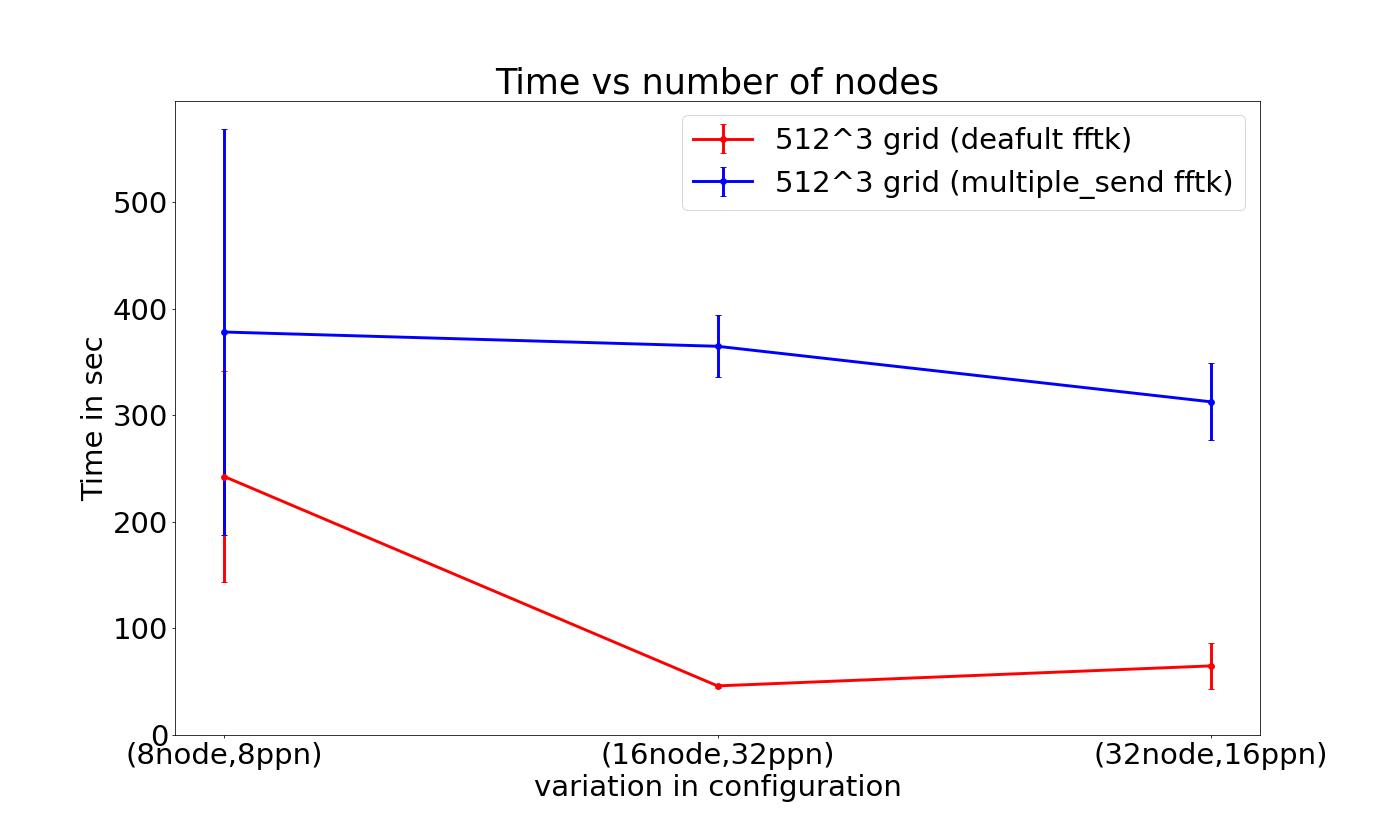 Time vs number of nodes
512^3 grid (deafult fftk)
512^3 grid (multiple_send fftk)
Time in sec
500
400
300
200
100
0
(8node,8ppn)
(16node,32ppn)
(32node,16ppn)
variation in configuration